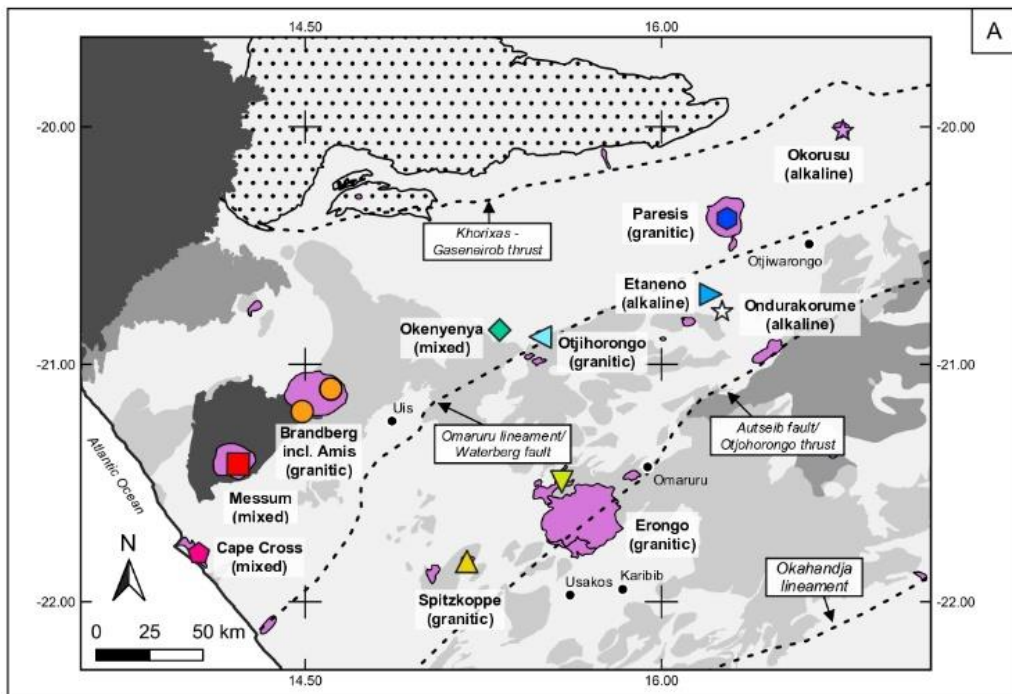 A
14.50
16.00
-20.00
-20.00
Okorusu
(alkaline)
Paresis
(granitic)
Khorixas -
Gaseneirob thrust
Otjiwarongo
Etaneno
(alkaline)
Ondurakorume
(alkaline)
Okenyenya
(mixed)
Otjihorongo
(granitic)
-21.00
-21.00
Uis
Brandberg
incl. Amis
(granitic)
Omaruru lineament/
Waterberg fault
Autseib fault/
Otjohorongo thrust
Atlantic Ocean
Messum
(mixed)
Omaruru
Erongo
(granitic)
Cape Cross
(mixed)
N
Spitzkoppe
(granitic)
Usakos
Karibib
Okahandja
lineament
-22.00
-22.00
0 25 50 km
14.50
16.00